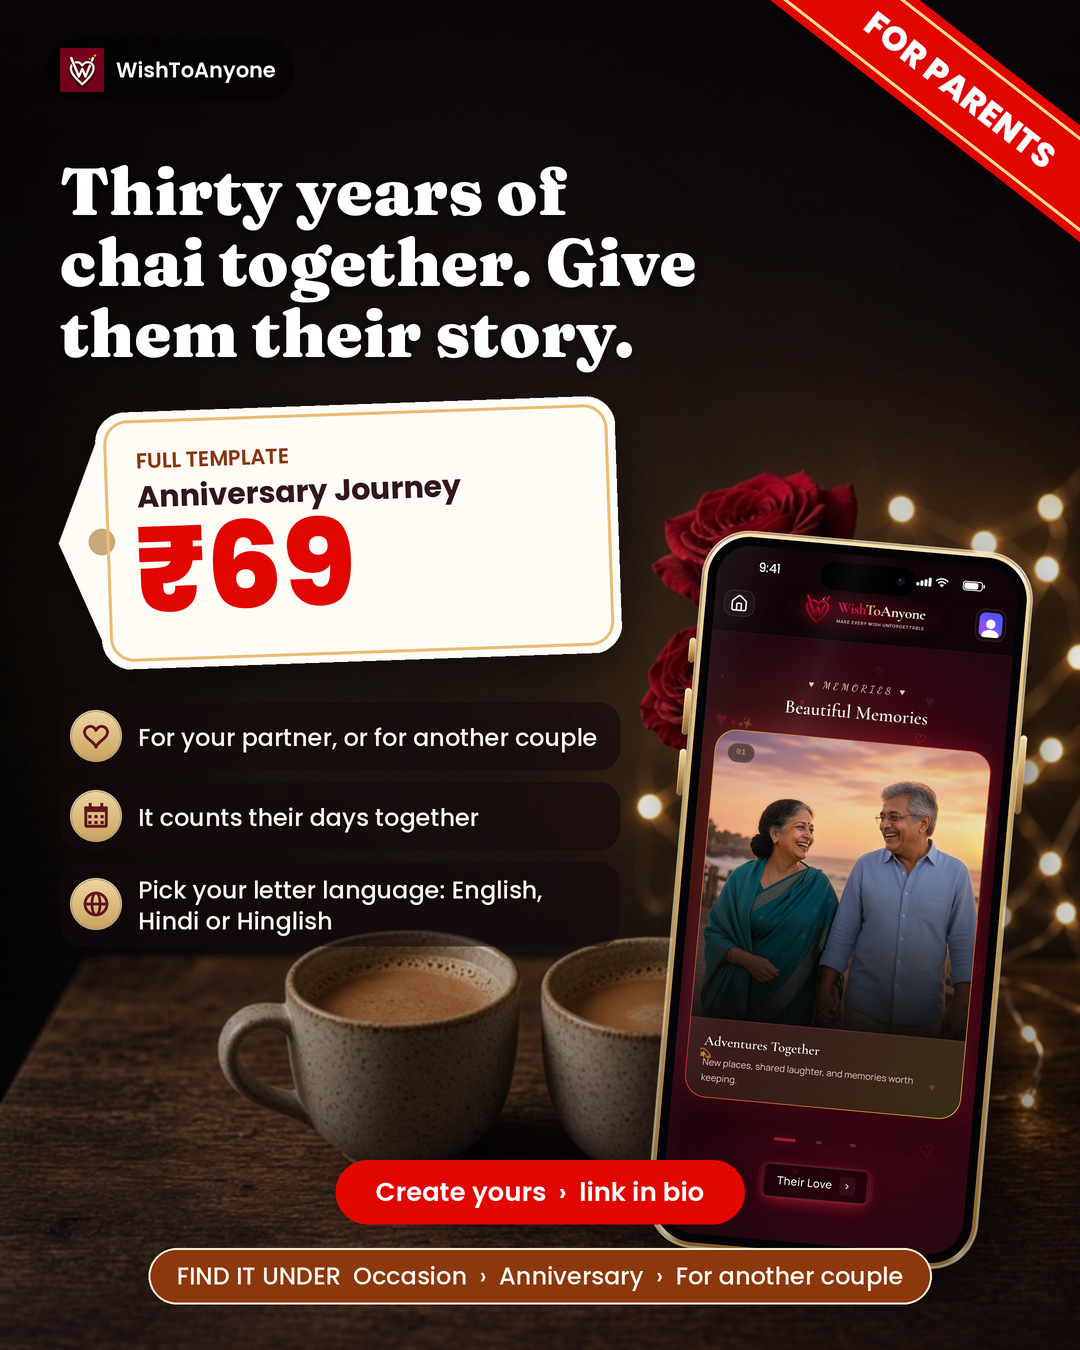 WishToAnyone
FOR PARENTS
Thirty years of
chai together. Give
them their story.
FULL TEMPLATE
Anniversary Journey
₹69
For your partner, or for another couple
It counts their days together
Pick your letter language: English,
Hindi or Hinglish
9:41
WishToAnyone
MAKE EVERY WISH UNFORGETTABLE
♥ MEMORIES ♥
Beautiful Memories
01
Adventures Together
New places, shared laughter, and memories worth
keeping.
Their Love ›
Create yours › link in bio
FIND IT UNDER Occasion › Anniversary › For another couple